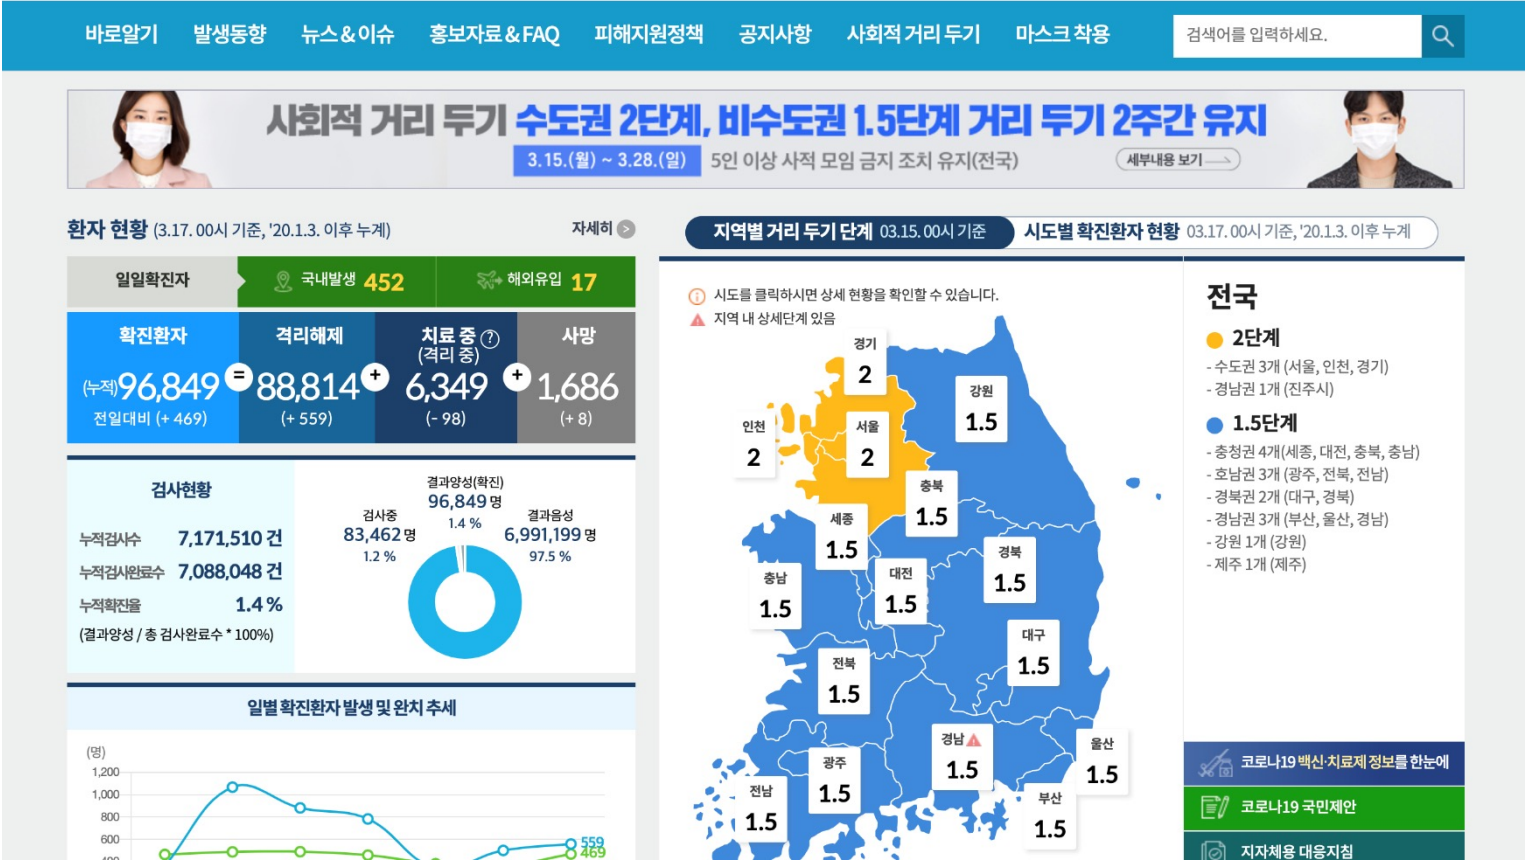 바로알기 발생동향 뉴스&이슈 홍보자료&FAQ 피해지원정책 공지사항 사회적 거리 두기 마스크 착용 검색어를 입력하세요.
사회적 거리 두기 수도권 2단계, 비수도권 1.5단계 거리 두기 2주간 유지
3.15.(월) ~ 3.28.(일) 5인 이상 사적 모임 금지 조치 유지(전국) 세부내용 보기
환자 현황 (3.17. 00시 기준, '20.1.3. 이후 누계) 자세히 >
일일확진자 국내발생 452 해외유입 17
확진환자
(누적)96,849
전일대비 (+ 469)
=
격리해제
88,814
(+ 559)
+
치료 중 ?
(격리 중)
6,349
(- 98)
+
사망
1,686
(+ 8)
검사현황
누적검사수 7,171,510 건
누적검사완료수 7,088,048 건
누적확진율 1.4 %
(결과양성 / 총 검사완료수 * 100%)
검사중
83,462 명
1.2 %
결과양성(확진)
96,849 명
1.4 %
결과음성
6,991,199 명
97.5 %
일별 확진환자 발생 및 완치 추세
(명)
1,200
1,000
800
600
400
559
469
지역별 거리 두기 단계 03.15. 00시 기준
시도별 확진환자 현황 03.17. 00시 기준, '20.1.3. 이후 누계
시도를 클릭하시면 상세 현황을 확인할 수 있습니다.
지역 내 상세단계 있음
경기
2
강원
1.5
인천
2
서울
2
충북
1.5
세종
1.5
경북
1.5
충남
1.5
대전
1.5
대구
1.5
전북
1.5
경남
1.5
울산
1.5
광주
1.5
전남
1.5
부산
1.5
전국
2단계
- 수도권 3개 (서울, 인천, 경기)
- 경남권 1개 (진주시)
1.5단계
- 충청권 4개(세종, 대전, 충북, 충남)
- 호남권 3개 (광주, 전북, 전남)
- 경북권 2개 (대구, 경북)
- 경남권 3개 (부산, 울산, 경남)
- 강원 1개 (강원)
- 제주 1개 (제주)
코로나19 백신·치료제 정보를 한눈에
코로나19 국민제안
지자체용 대응지침